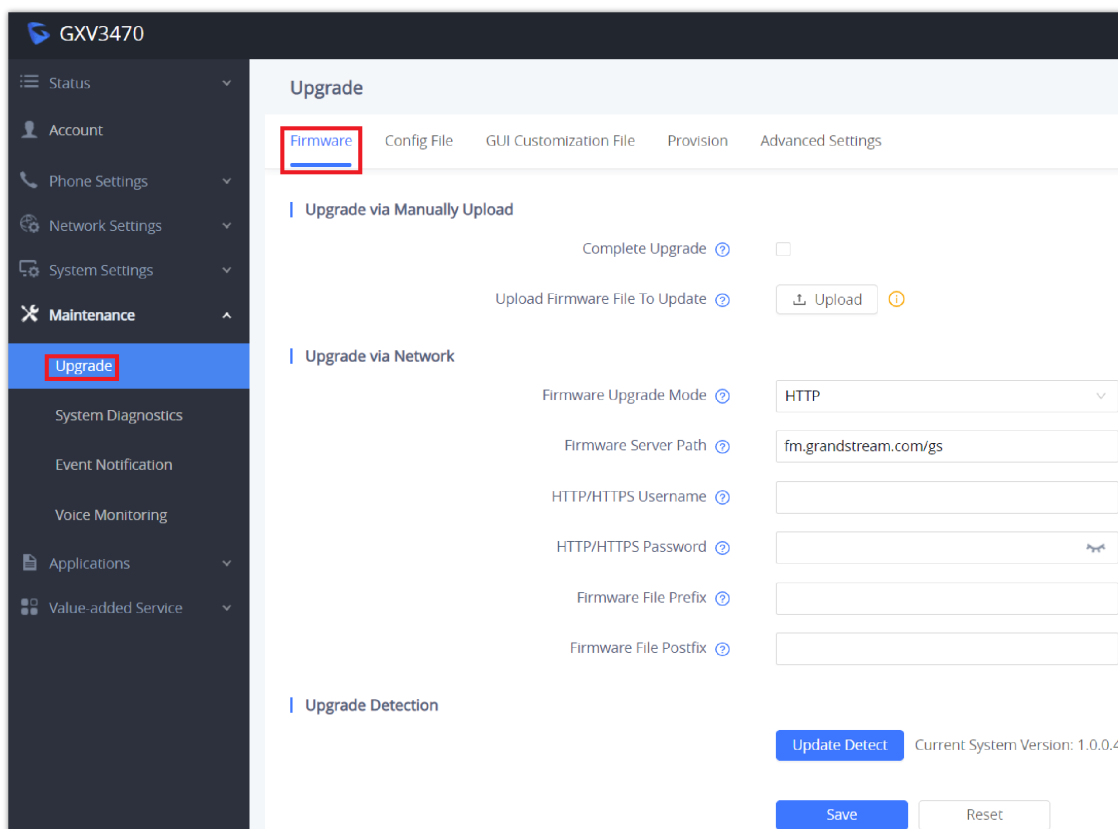 GXV3470
Status
Account
Phone Settings
Network Settings
System Settings
Maintenance
Upgrade
System Diagnostics
Event Notification
Voice Monitoring
Applications
Value-added Service
Upgrade
Firmware Config File GUI Customization File Provision Advanced Settings
Upgrade via Manually Upload
Complete Upgrade ?
Upload Firmware File To Update ? Upload
Upgrade via Network
Firmware Upgrade Mode ? HTTP
Firmware Server Path ? fm.grandstream.com/gs
HTTP/HTTPS Username ?
HTTP/HTTPS Password ?
Firmware File Prefix ?
Firmware File Postfix ?
Upgrade Detection
Update Detect Current System Version: 1.0.0.4
Save Reset